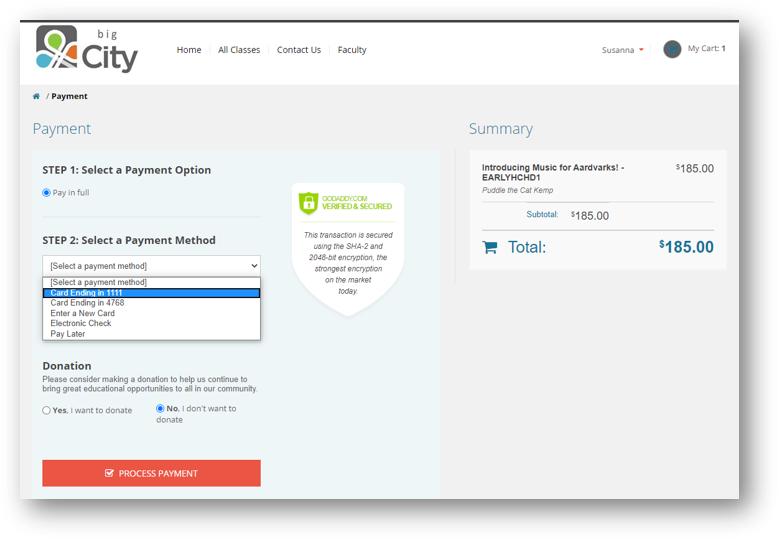 big
City
Home
All Classes
Contact Us
Faculty
Susanna
My Cart: 1
/ Payment
Payment
STEP 1: Select a Payment Option
Pay in full
STEP 2: Select a Payment Method
[Select a payment method]
[Select a payment method]
Card Ending in 1111
Card Ending in 4768
Enter a New Card
Electronic Check
Pay Later
GODADDY.COM
VERIFIED & SECURED
This transaction is secured
using the SHA-2 and
2048-bit encryption, the
strongest encryption
on the market
today.
Donation
Please consider making a donation to help us continue to
bring great educational opportunities to all in our community.
Yes, I want to donate
No, I don't want to
donate
PROCESS PAYMENT
Summary
Introducing Music for Aardvarks! -
EARLYHCHD1
$185.00
Puddle the Cat Kemp
Subtotal: $185.00
Total: $185.00